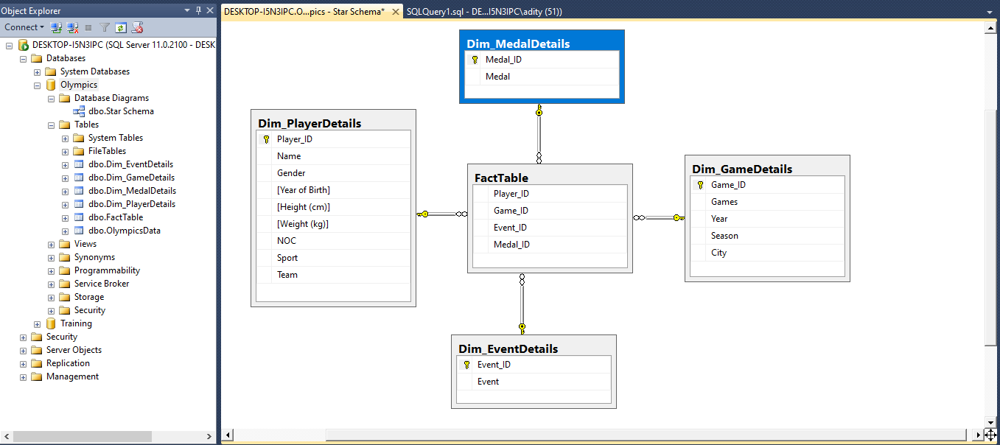 Object Explorer
Connect
DESKTOP-I5N3IPC (SQL Server 11.0.2100 - DESK
Databases
System Databases
Olympics
Database Diagrams
dbo.Star Schema
Tables
System Tables
FileTables
dbo.Dim_EventDetails
dbo.Dim_GameDetails
dbo.Dim_MedalDetails
dbo.Dim_PlayerDetails
dbo.FactTable
dbo.OlympicsData
Views
Synonyms
Programmability
Service Broker
Storage
Security
Training
Security
Server Objects
Replication
Management
DESKTOP-I5N3IPC.O...pics - Star Schema*
SQLQuery1.sql - DE...I5N3IPC\adity (51))
Dim_MedalDetails
Medal_ID
Medal
Dim_PlayerDetails
Player_ID
Name
Gender
[Year of Birth]
[Height (cm)]
[Weight (kg)]
NOC
Sport
Team
FactTable
Player_ID
Game_ID
Event_ID
Medal_ID
Dim_GameDetails
Game_ID
Games
Year
Season
City
Dim_EventDetails
Event_ID
Event